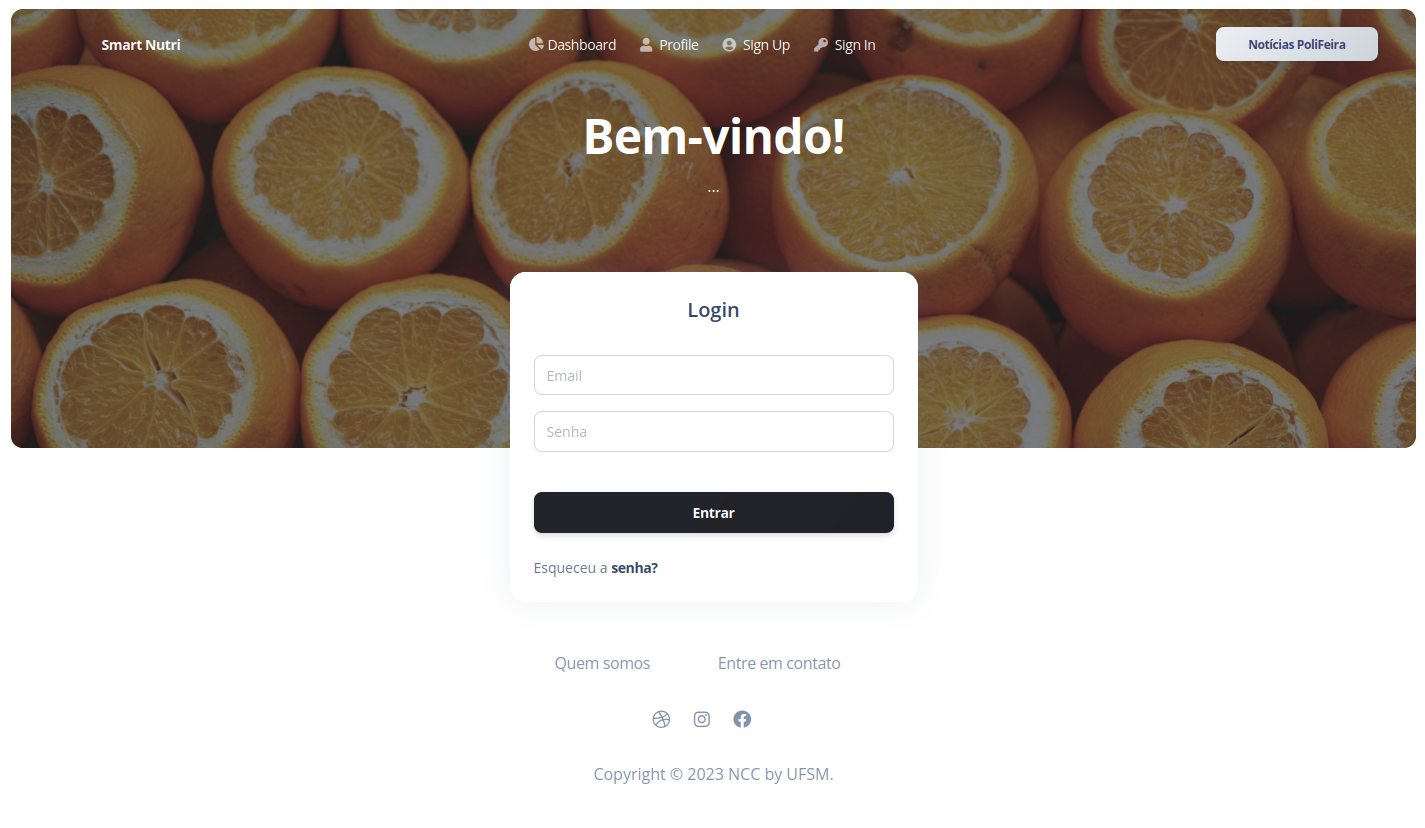 Smart Nutri
Dashboard Profile Sign Up Sign In
Notícias PoliFeira
Bem-vindo!
...
Login
Email
Senha
Entrar
Esqueceu a senha?
Quem somos Entre em contato
Copyright © 2023 NCC by UFSM.